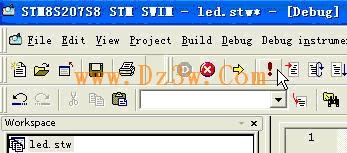 STM8S207S8 STM SWIM - led.stw* - [Debug]
File Edit View Project Build Debug Debug instrume
www.Dz3w.Com
Workspace
led.stw
1